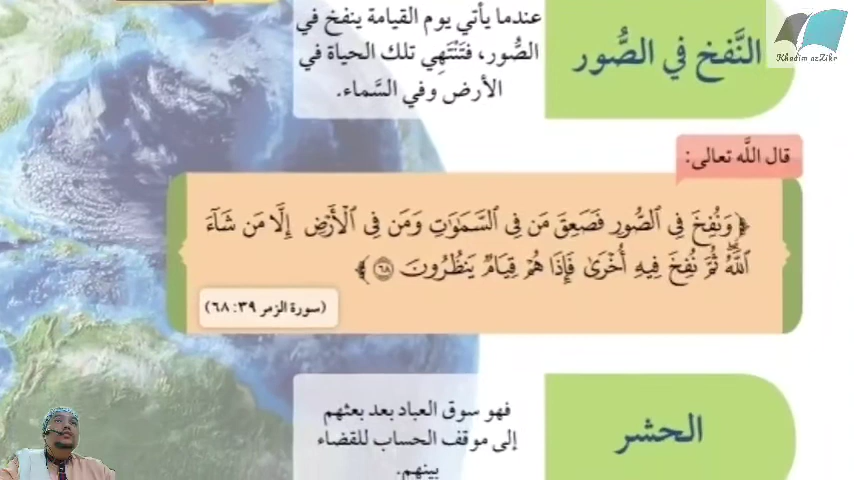 النَّفخ في الصُّور
عندما يأتي يوم القيامة ينفخ في
الصُّور، فتَنْتَهِي تلك الحياة في
الأرض وفي السَّماء.
Khadim azZikr
قال اللَّه تعالى:
﴿وَنُفِخَ فِى ٱلصُّورِ فَصَعِقَ مَن فِى ٱلسَّمَـٰوَٰتِ وَمَن فِى ٱلْأَرْضِ إِلَّا مَن شَآءَ
ٱللَّهُ ۖ ثُمَّ نُفِخَ فِيهِ أُخْرَىٰ فَإِذَا هُمْ قِيَامٌ يَنظُرُونَ ٦٨﴾
(سورة الزمر ٣٩: ٦٨)
الحشر
فهو سوق العباد بعد بعثهم
إلى موقف الحساب للقضاء
بينهم.